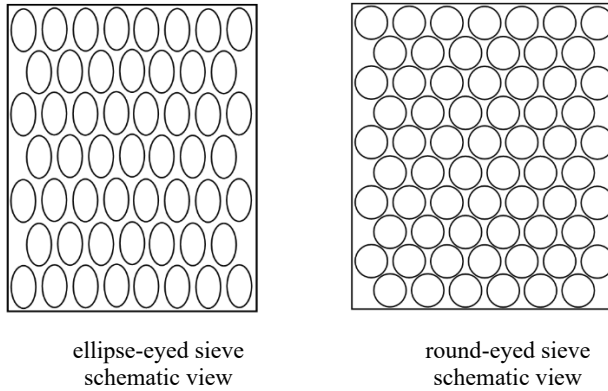 ellipse-eyed sieve
schematic view
round-eyed sieve
schematic view